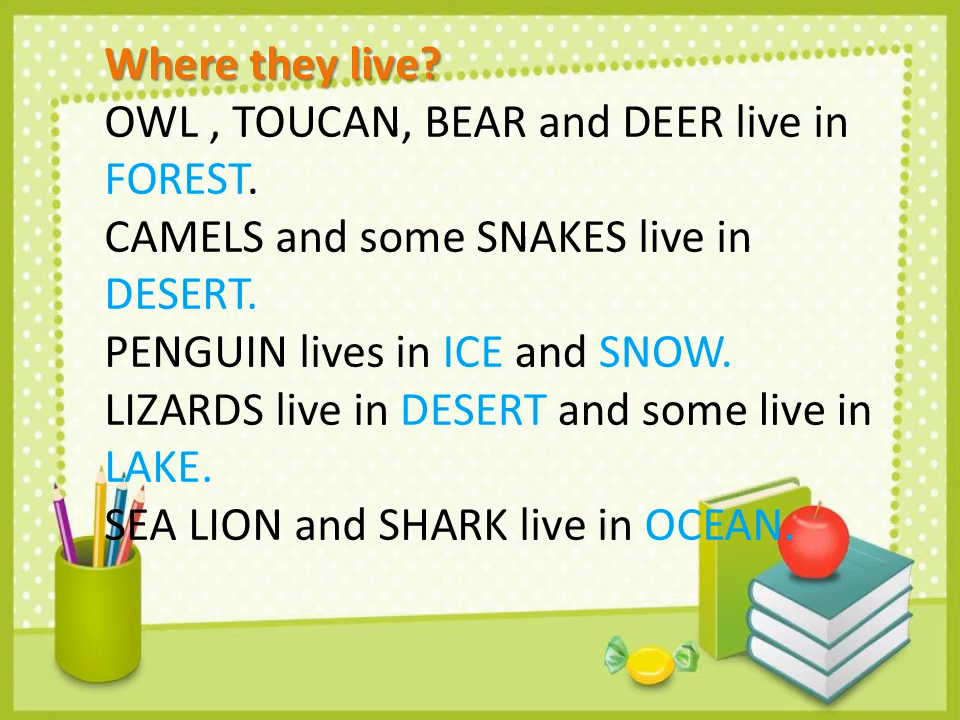 Where they live?
OWL , TOUCAN, BEAR and DEER live in
FOREST.
CAMELS and some SNAKES live in
DESERT.
PENGUIN lives in ICE and SNOW.
LIZARDS live in DESERT and some live in
LAKE.
SEA LION and SHARK live in OCEAN.